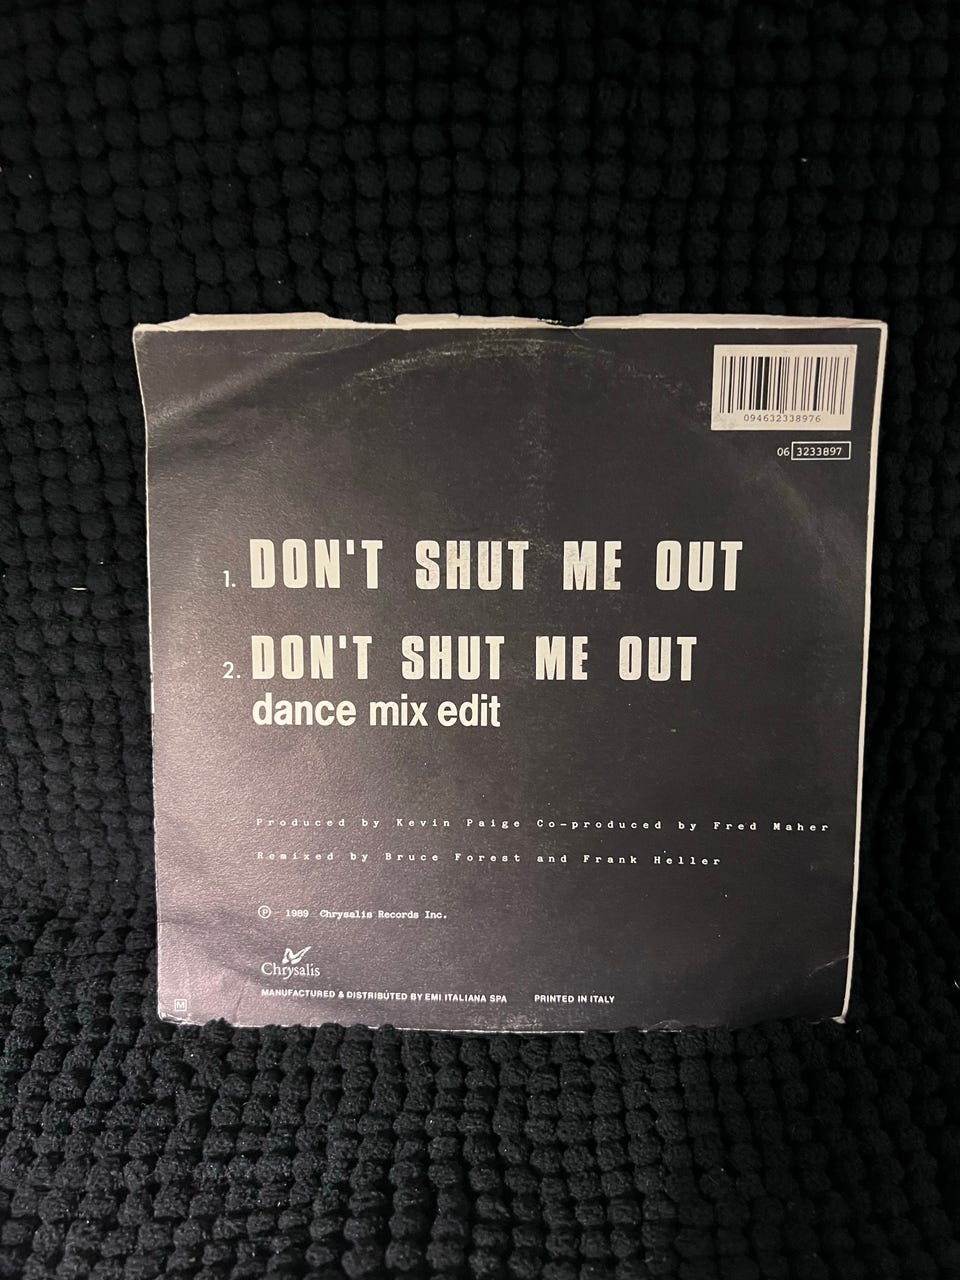 094632338976
06 3233897
1. DON'T SHUT ME OUT
2. DON'T SHUT ME OUT
dance mix edit
Produced by Kevin Paige Co-produced by Fred Maher
Remixed by Bruce Forest and Frank Heller
℗ 1989 Chrysalis Records Inc.
Chrysalis
MANUFACTURED & DISTRIBUTED BY EMI ITALIANA SPA PRINTED IN ITALY
M